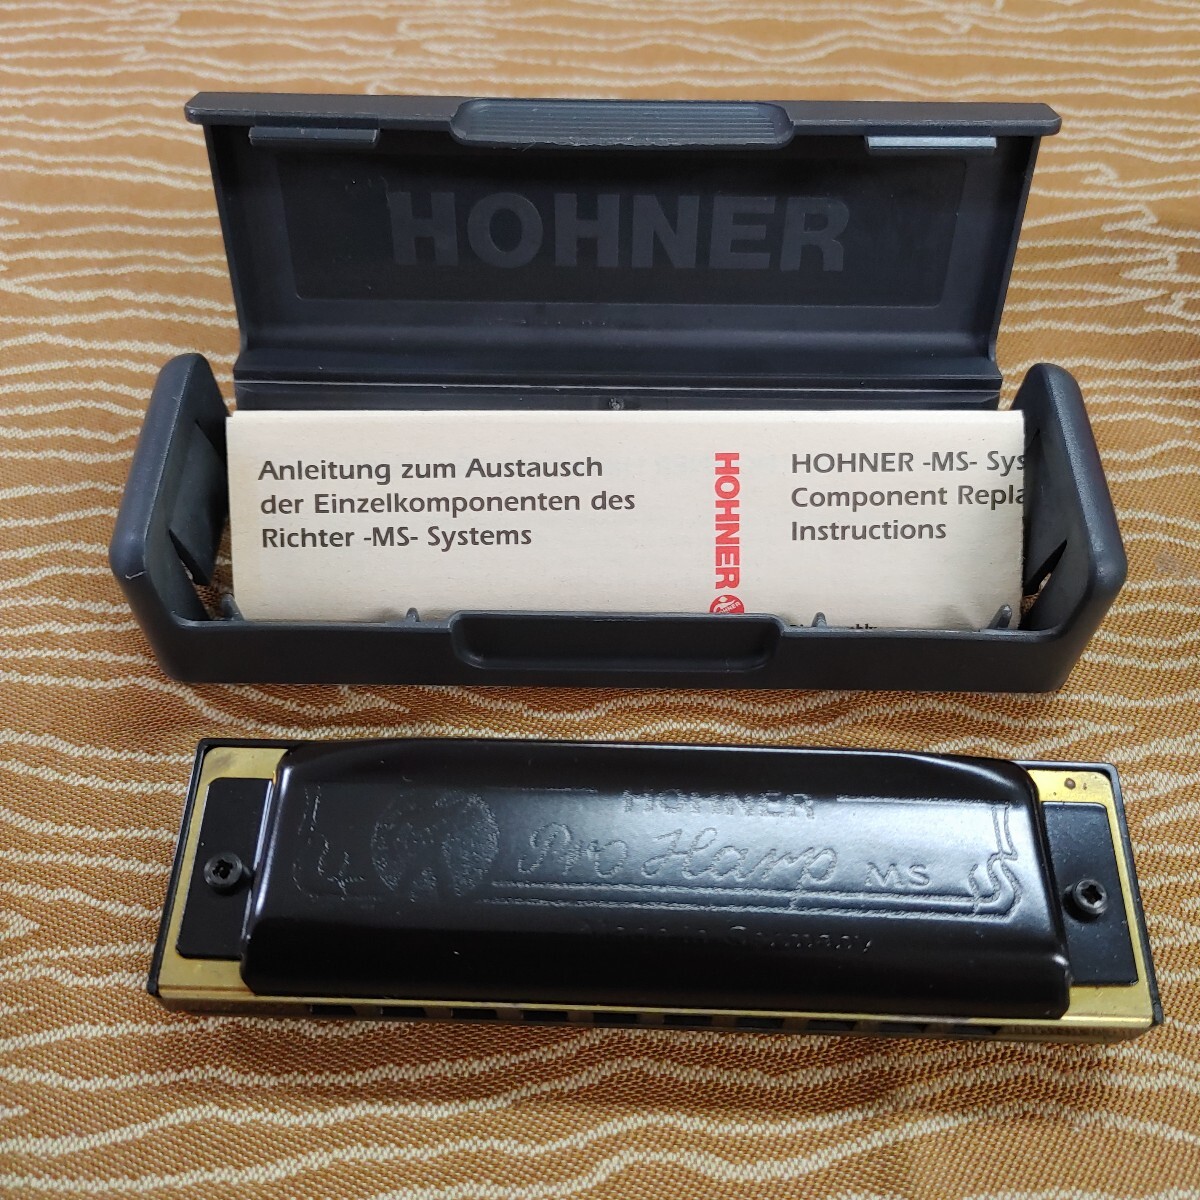 HOHNER
Anleitung zum Austausch
der Einzelkomponenten des
Richter -MS- Systems
HOHNER
HOHNER -MS- Sys
Component Repla
Instructions
HOHNER
Pro Harp MS
Made in Germany